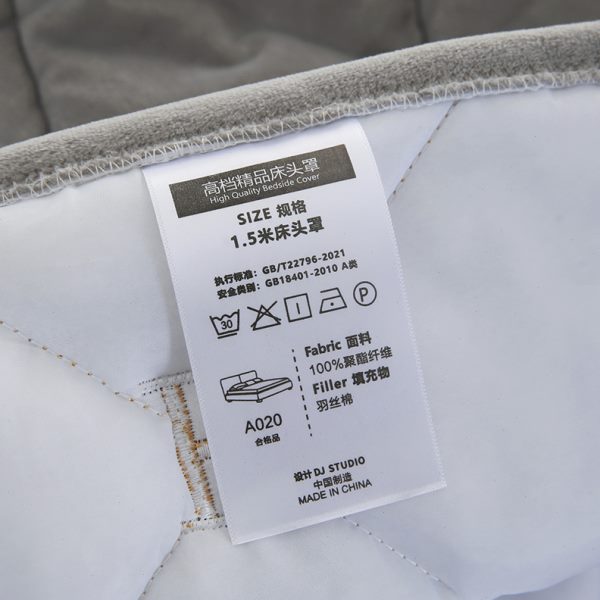 高档精品床头罩
High Quality Bedside Cover
SIZE 规格
1.5米床头罩
执行标准：GB/T22796-2021
安全类别：GB18401-2010 A类
30
P
Fabric 面料
100%聚酯纤维
Filler 填充物
羽丝棉
A020
合格品
设计 DJ STUDIO
中国制造
MADE IN CHINA